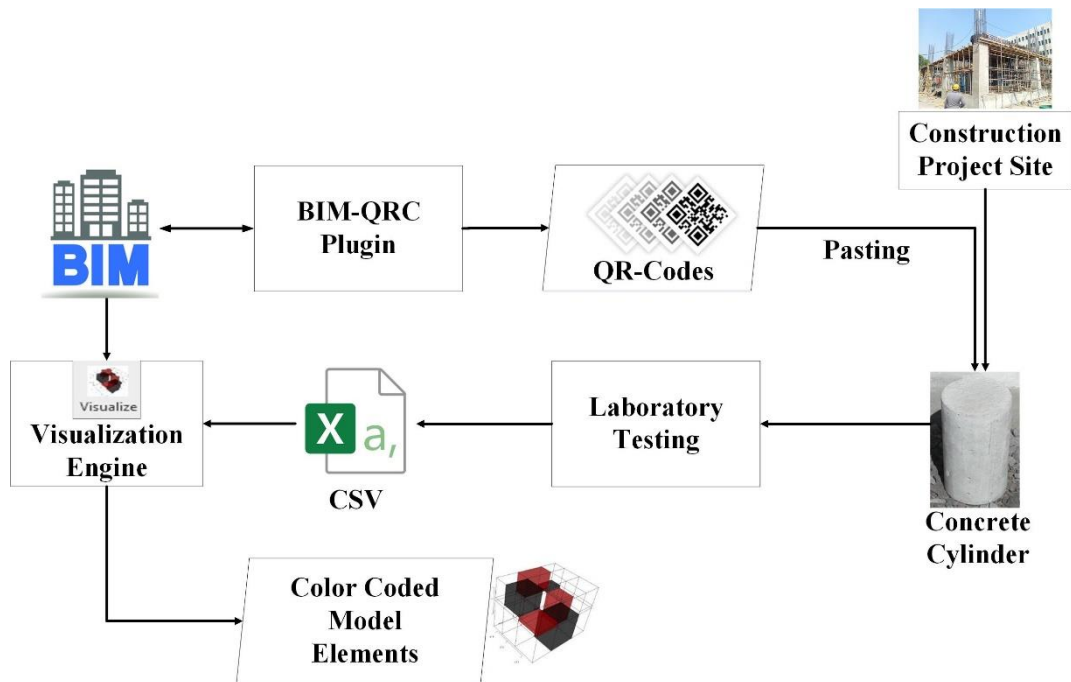 Construction
Project Site
BIM
BIM-QRC
Plugin
QR-Codes
Pasting
Visualize
Visualization
Engine
X
a,
CSV
Laboratory
Testing
Concrete
Cylinder
Color Coded
Model
Elements